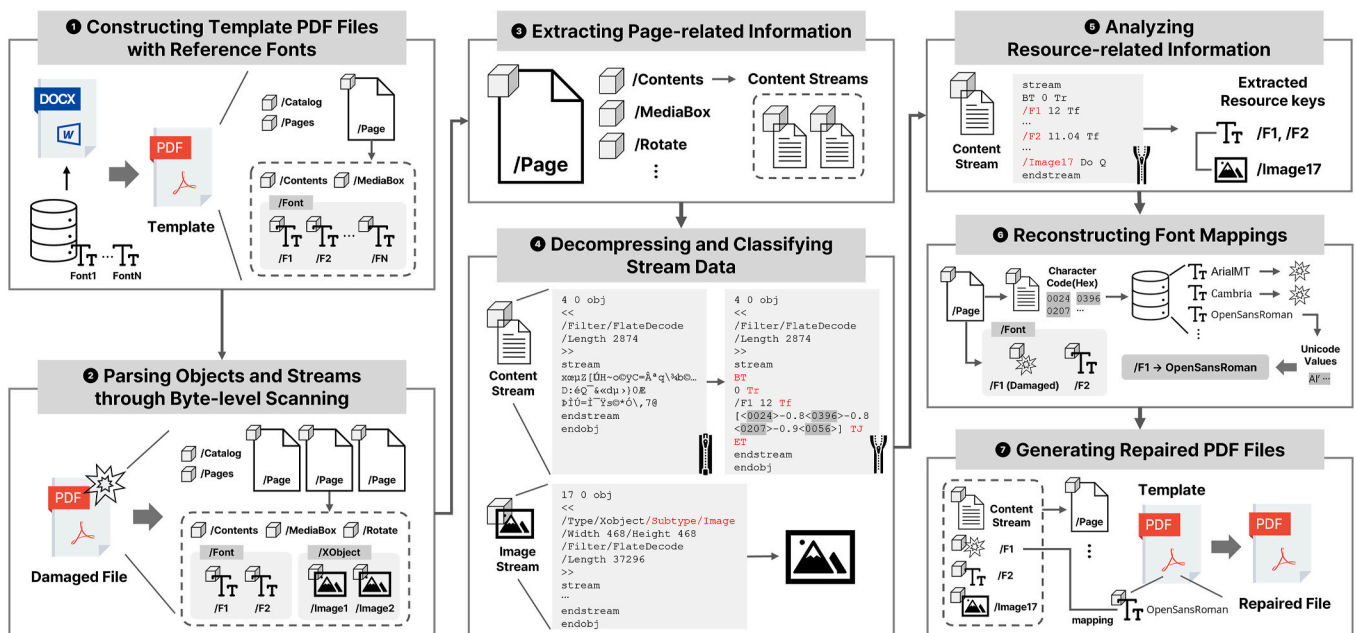 ❶ Constructing Template PDF Files
with Reference Fonts
DOCX
W
PDF
Template
Font1 ... FontN
/Catalog
/Pages
/Page
/Contents /MediaBox
/Font
/F1 /F2 ... /FN
❷ Parsing Objects and Streams
through Byte-level Scanning
PDF
Damaged File
/Catalog
/Pages
/Page /Page /Page
/Contents /MediaBox /Rotate
/Font
/F1 /F2
/XObject
/Image1 /Image2
❸ Extracting Page-related Information
/Page
/Contents
/MediaBox
/Rotate
⋮
Content Streams
❹ Decompressing and Classifying
Stream Data
Content
Stream
4 0 obj
<<
/Filter/FlateDecode
/Length 2874
>>
stream
endstream
endobj
4 0 obj
<<
/Filter/FlateDecode
/Length 2874
>>
stream
BT
0 Tr
/F1 12 Tf
[<0024>-0.8<0396>-0.8
<0207>-0.9<0056>] TJ
ET
endstream
endobj
Image
Stream
17 0 obj
<<
/Type/Xobject/Subtype/Image
/Width 468/Height 468
/Filter/FlateDecode
/Length 37296
>>
stream
...
endstream
endobj
❺ Analyzing
Resource-related Information
Content
Stream
stream
BT 0 Tr
/F1 12 Tf
...
/F2 11.04 Tf
...
/Image17 Do Q
endstream
Extracted
Resource keys
/F1, /F2
/Image17
❻ Reconstructing Font Mappings
/Page
Character
Code(Hex)
0024 0396
0207 ...
ArialMT
Cambria
OpenSansRoman
⋮
/Font
/F1 (Damaged) /F2
/F1 → OpenSansRoman
Unicode
Values
AI' ...
❼ Generating Repaired PDF Files
Content
Stream
/F1
/F2
/Image17
/Page
⋮
Template
PDF
PDF
mapping
OpenSansRoman
Repaired File